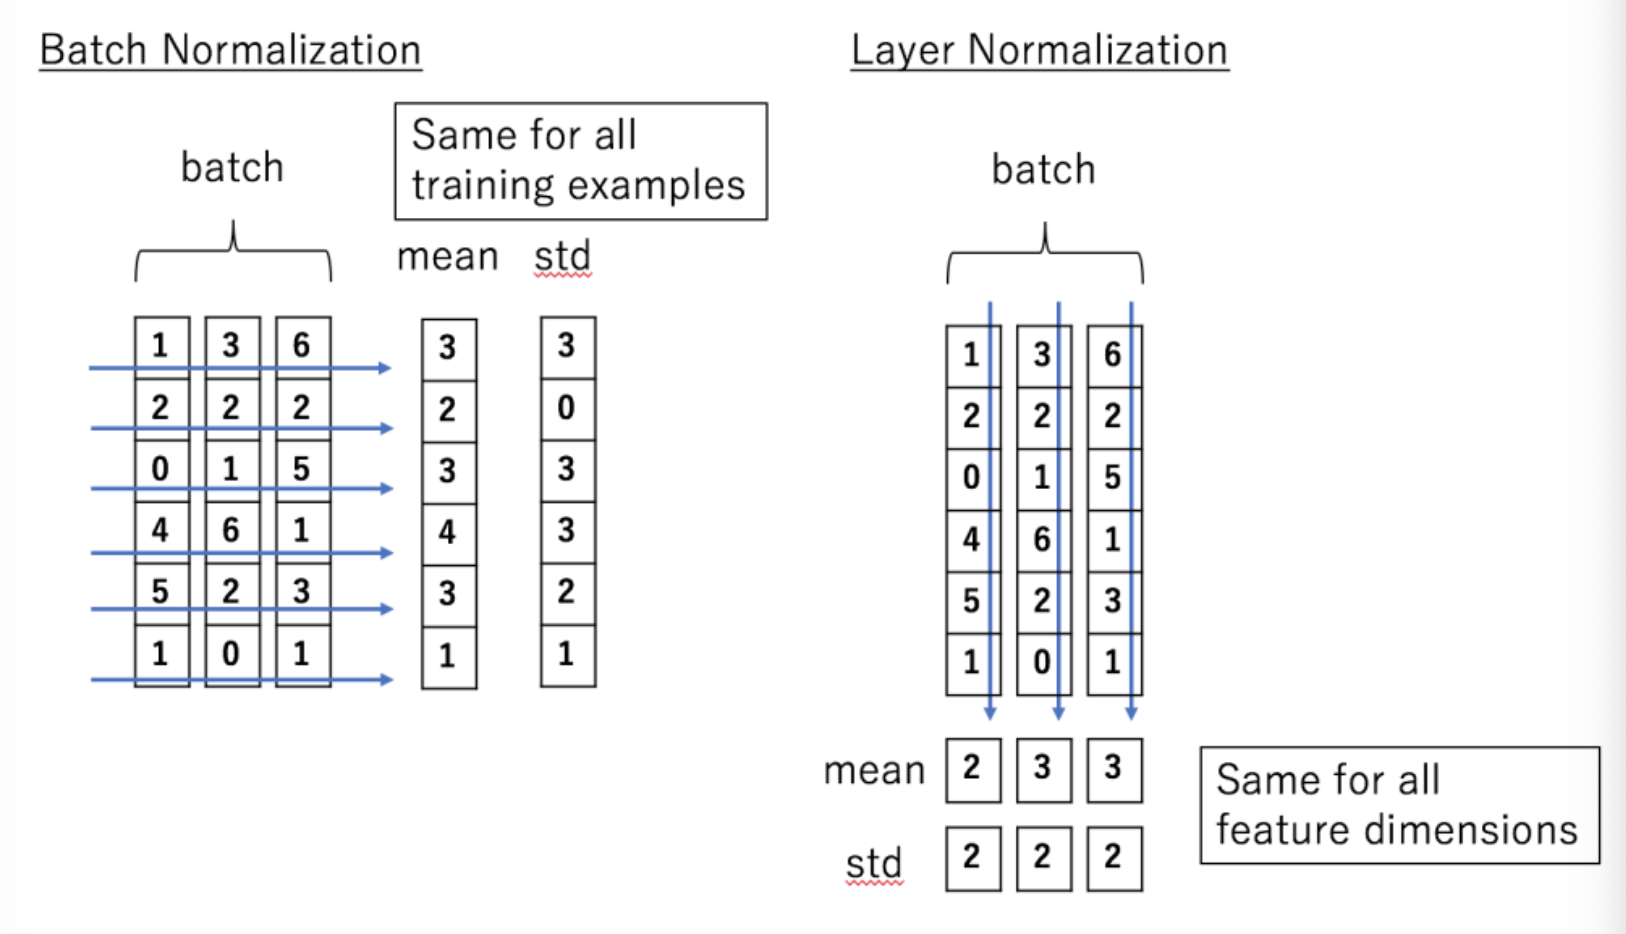 Batch Normalization
Same for all
training examples
batch
mean std
1 3 6 3 3
2 2 2 2 0
0 1 5 3 3
4 6 1 4 3
5 2 3 3 2
1 0 1 1 1
Layer Normalization
batch
1 3 6
2 2 2
0 1 5
4 6 1
5 2 3
1 0 1
mean 2 3 3
std 2 2 2
Same for all
feature dimensions